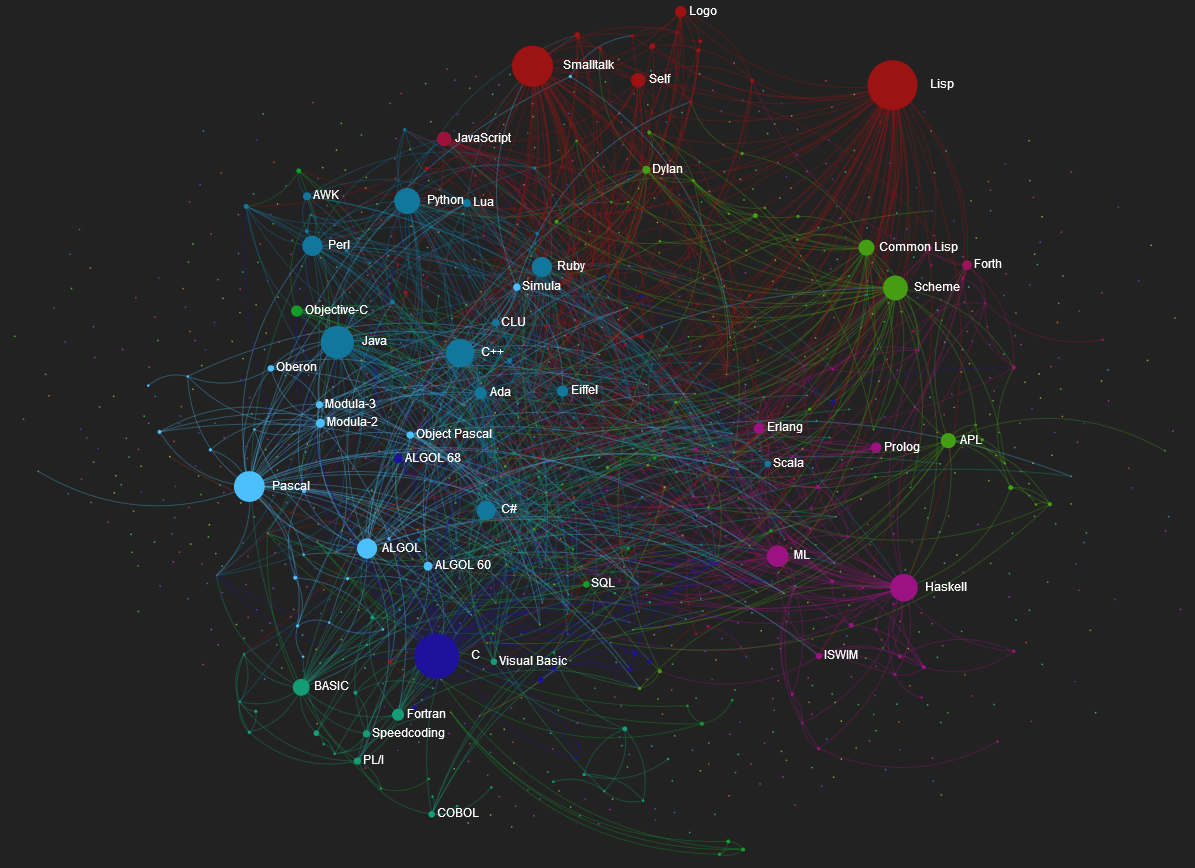 Logo
Smalltalk
Self
Lisp
JavaScript
Dylan
AWK
Python
Lua
Perl
Common Lisp
Forth
Ruby
Simula
Scheme
Objective-C
CLU
Java
C++
Oberon
Ada
Eiffel
Modula-3
Modula-2
Object Pascal
Erlang
APL
Prolog
ALGOL 68
Scala
Pascal
C#
ALGOL
ML
ALGOL 60
SQL
Haskell
C
Visual Basic
ISWIM
BASIC
Fortran
Speedcoding
PL/I
COBOL